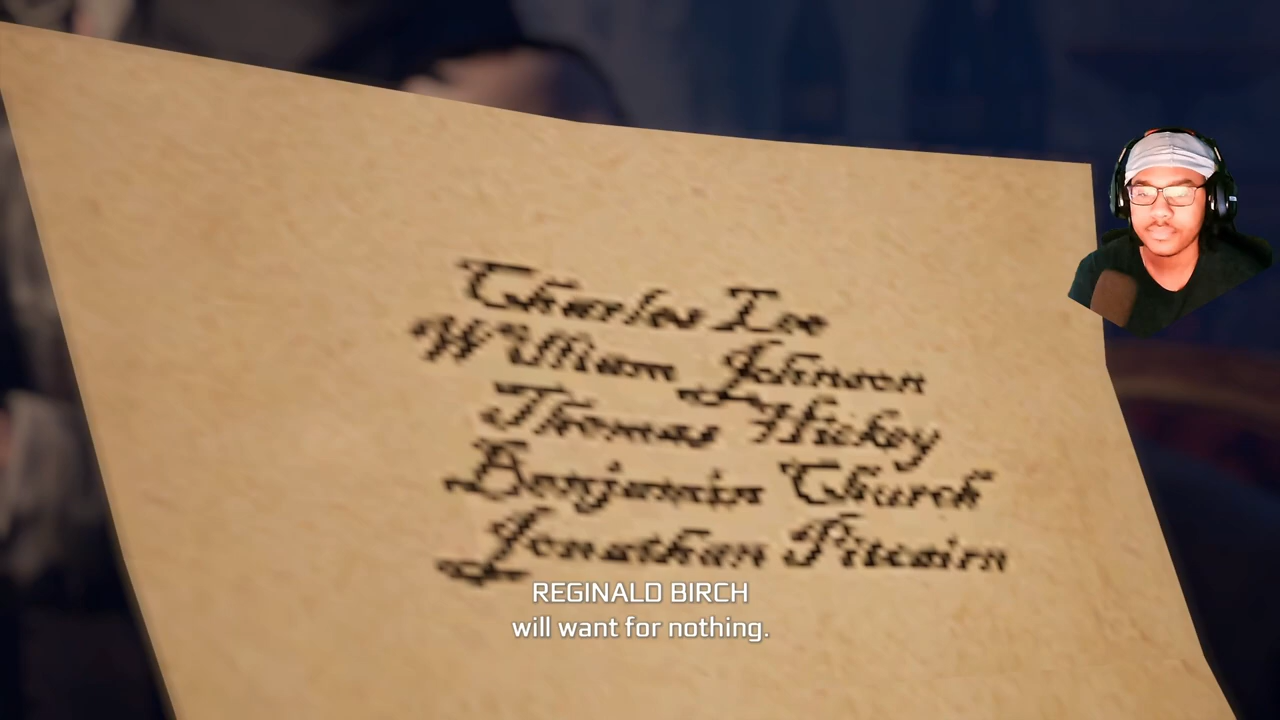 Charles Lee
William Johnson
Thomas Hickey
Benjamin Church
Jonathan Pitcairn
REGINALD BIRCH
will want for nothing.